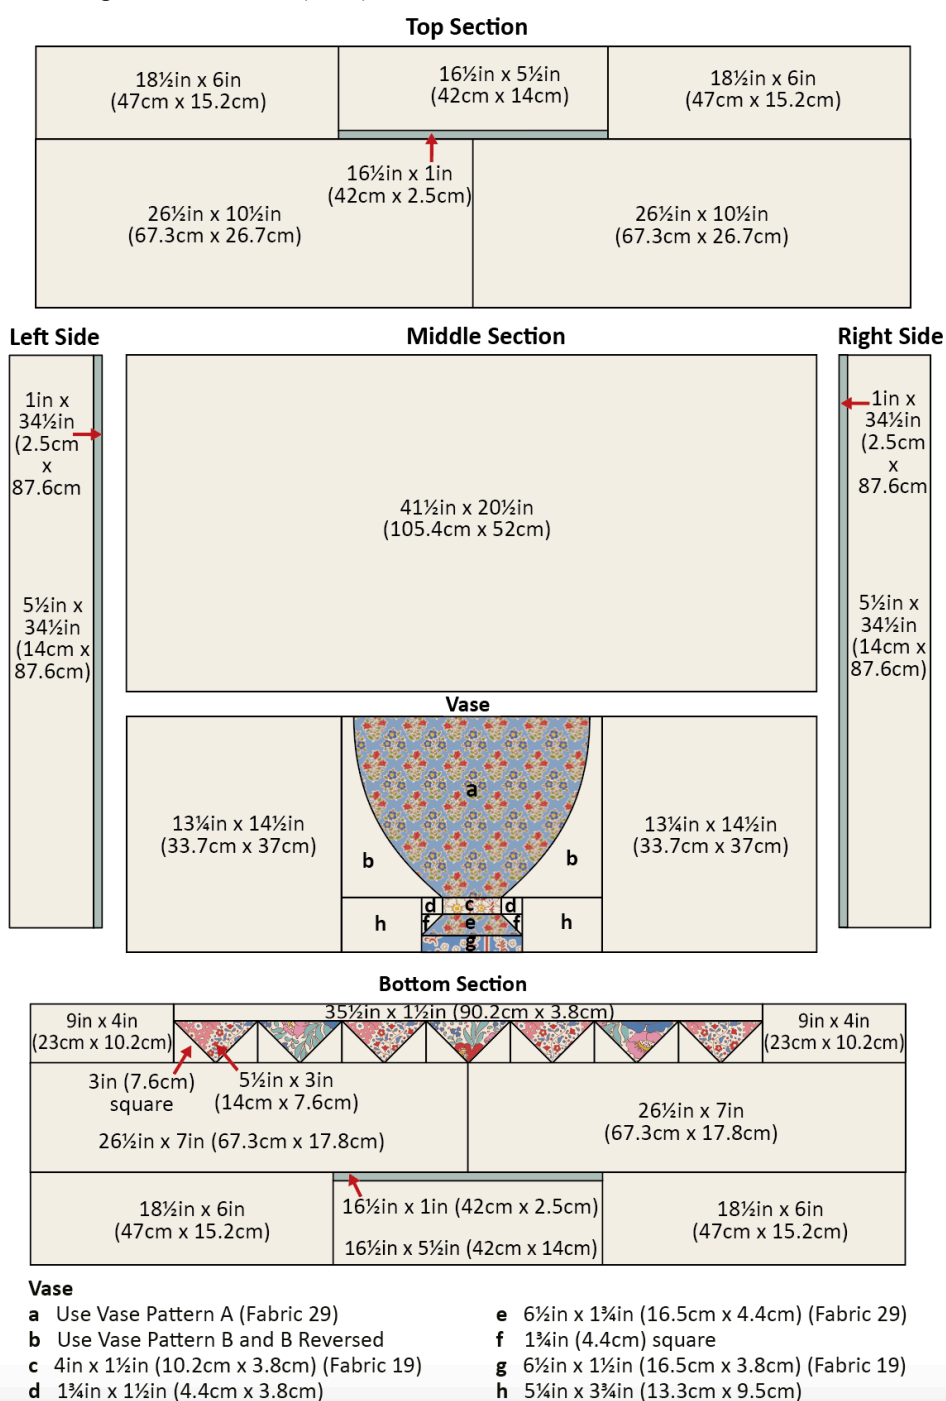 Top Section
18½in x 6in
(47cm x 15.2cm)
16½in x 5½in
(42cm x 14cm)
18½in x 6in
(47cm x 15.2cm)
16½in x 1in
(42cm x 2.5cm)
26½in x 10½in
(67.3cm x 26.7cm)
26½in x 10½in
(67.3cm x 26.7cm)
Left Side
Middle Section
Right Side
1in x
34½in
(2.5cm
x
87.6cm
5½in x
34½in
(14cm x
87.6cm)
41½in x 20½in
(105.4cm x 52cm)
1in x
34½in
(2.5cm
x
87.6cm
5½in x
34½in
(14cm x
87.6cm)
Vase
13¼in x 14½in
(33.7cm x 37cm)
a
b
b
13¼in x 14½in
(33.7cm x 37cm)
d
c
d
h
f
e
f
h
g
Bottom Section
9in x 4in
(23cm x 10.2cm)
35½in x 1½in (90.2cm x 3.8cm)
9in x 4in
(23cm x 10.2cm)
3in (7.6cm)
square
5½in x 3in
(14cm x 7.6cm)
26½in x 7in (67.3cm x 17.8cm)
26½in x 7in
(67.3cm x 17.8cm)
18½in x 6in
(47cm x 15.2cm)
16½in x 1in (42cm x 2.5cm)
16½in x 5½in (42cm x 14cm)
18½in x 6in
(47cm x 15.2cm)
Vase
a Use Vase Pattern A (Fabric 29)
b Use Vase Pattern B and B Reversed
c 4in x 1½in (10.2cm x 3.8cm) (Fabric 19)
d 1¾in x 1½in (4.4cm x 3.8cm)
e 6½in x 1¾in (16.5cm x 4.4cm) (Fabric 29)
f 1¾in (4.4cm) square
g 6½in x 1½in (16.5cm x 3.8cm) (Fabric 19)
h 5¼in x 3¾in (13.3cm x 9.5cm)